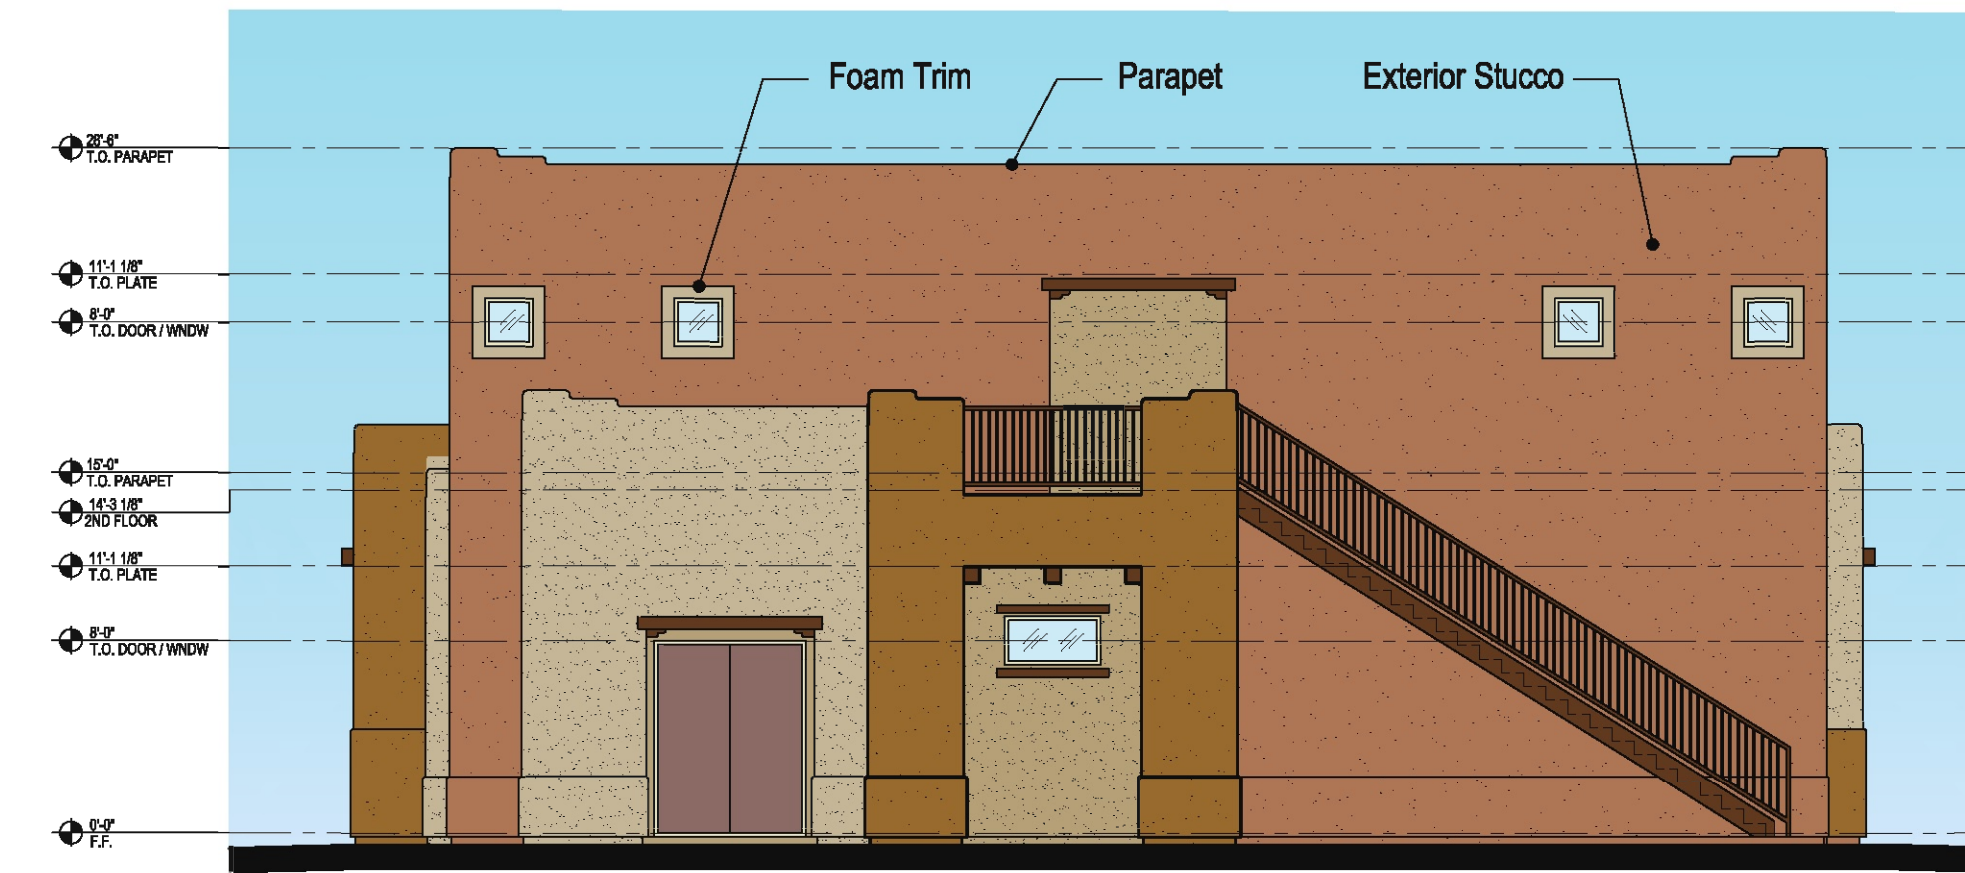 Foam Trim
Parapet
Exterior Stucco
28'-6"
T.O. PARAPET
11'-1 1/8"
T.O. PLATE
8'-0"
T.O. DOOR / WNDW
15'-0"
T.O. PARAPET
14'-3 1/8"
2ND FLOOR
11'-1 1/8"
T.O. PLATE
8'-0"
T.O. DOOR / WNDW
0'-0"
F.F.